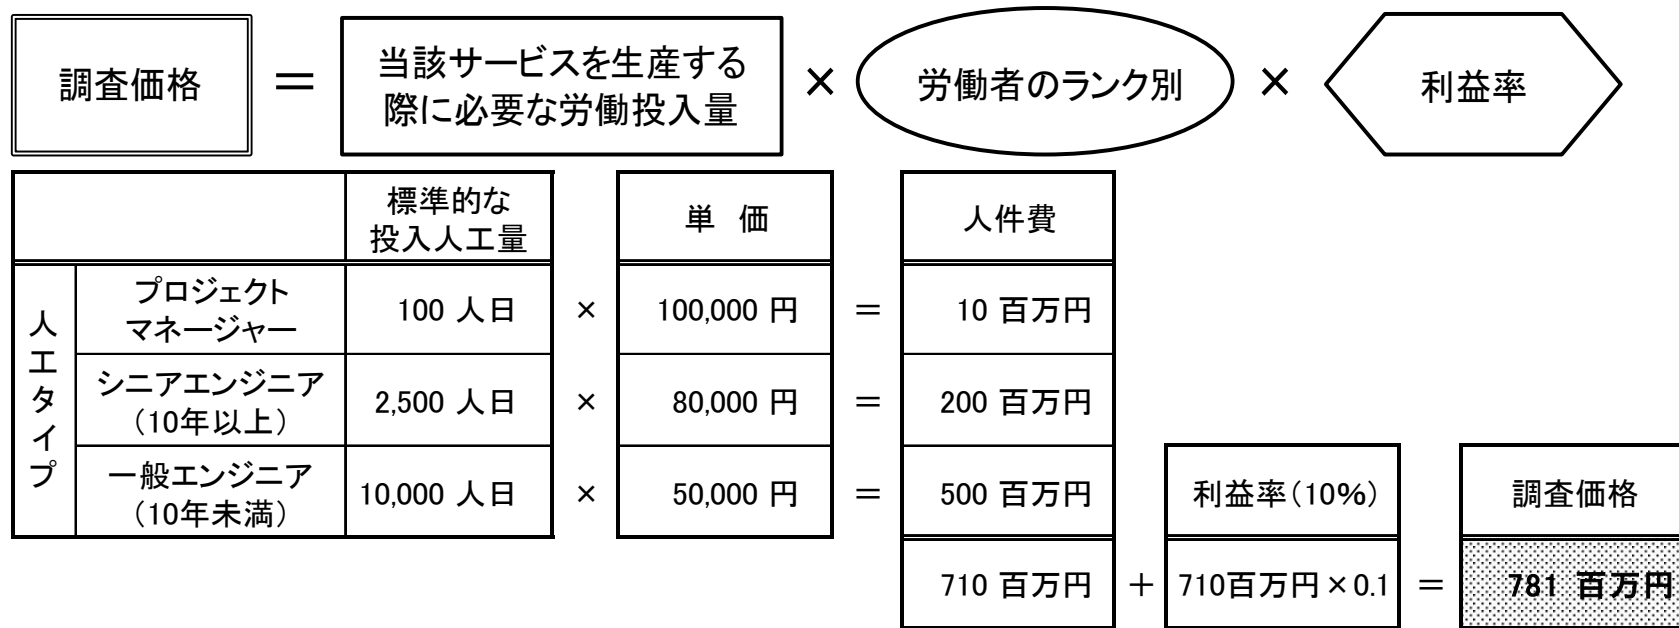 調査価格 = 当該サービスを生産する
際に必要な労働投入量 × 労働者のランク別 × 利益率
標準的な
投入人工量
単 価
人件費
人工タイプ
プロジェクト
マネージャー
100 人日 × 100,000 円 = 10 百万円
シニアエンジニア
(10年以上)
2,500 人日 × 80,000 円 = 200 百万円
一般エンジニア
(10年未満)
10,000 人日 × 50,000 円 = 500 百万円
利益率(10%)
調査価格
710 百万円 + 710百万円×0.1 = 781 百万円